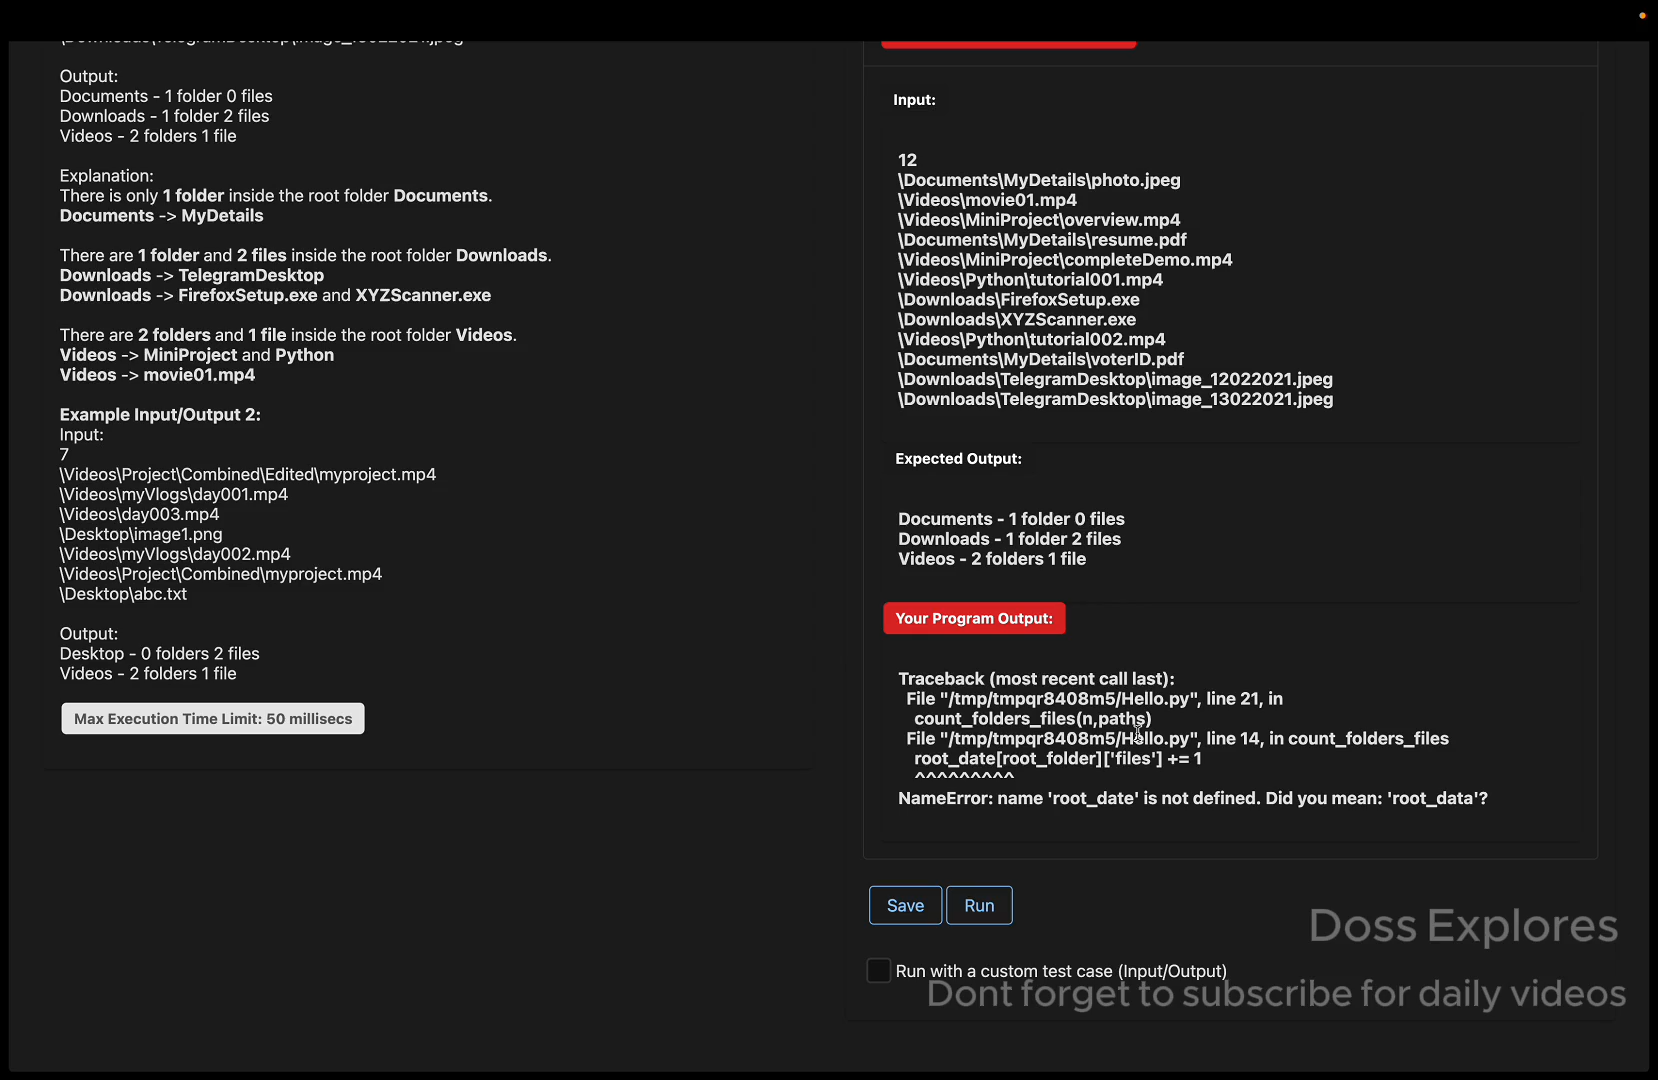 Output:
Documents - 1 folder 0 files
Downloads - 1 folder 2 files
Videos - 2 folders 1 file
Explanation:
There is only 1 folder inside the root folder Documents.
Documents -> MyDetails
There are 1 folder and 2 files inside the root folder Downloads.
Downloads -> TelegramDesktop
Downloads -> FirefoxSetup.exe and XYZScanner.exe
There are 2 folders and 1 file inside the root folder Videos.
Videos -> MiniProject and Python
Videos -> movie01.mp4
Example Input/Output 2:
Input:
7
\Videos\Project\Combined\Edited\myproject.mp4
\Videos\myVlogs\day001.mp4
\Videos\day003.mp4
\Desktop\image1.png
\Videos\myVlogs\day002.mp4
\Videos\Project\Combined\myproject.mp4
\Desktop\abc.txt
Output:
Desktop - 0 folders 2 files
Videos - 2 folders 1 file
Max Execution Time Limit: 50 millisecs
Input:
12
\Documents\MyDetails\photo.jpeg
\Videos\movie01.mp4
\Videos\MiniProject\overview.mp4
\Documents\MyDetails\resume.pdf
\Videos\MiniProject\completeDemo.mp4
\Videos\Python\tutorial001.mp4
\Downloads\FirefoxSetup.exe
\Downloads\XYZScanner.exe
\Videos\Python\tutorial002.mp4
\Documents\MyDetails\voterID.pdf
\Downloads\TelegramDesktop\image_12022021.jpeg
\Downloads\TelegramDesktop\image_13022021.jpeg
Expected Output:
Documents - 1 folder 0 files
Downloads - 1 folder 2 files
Videos - 2 folders 1 file
Your Program Output:
Traceback (most recent call last):
File "/tmp/tmpqr8408m5/Hello.py", line 21, in
count_folders_files(n,paths)
File "/tmp/tmpqr8408m5/Hello.py", line 14, in count_folders_files
root_date[root_folder]['files'] += 1
^^^^^^^^^
NameError: name 'root_date' is not defined. Did you mean: 'root_data'?
Save Run
Run with a custom test case (Input/Output)
Doss Explores
Dont forget to subscribe for daily videos